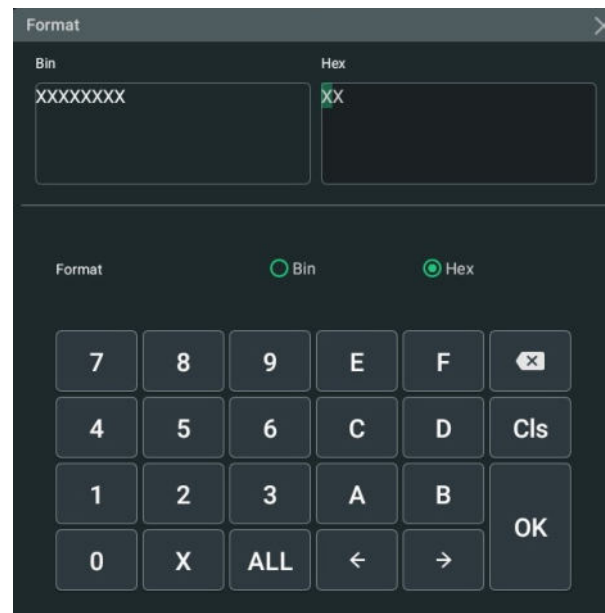 Format
Bin Hex
XXXXXXXX XX
Format Bin Hex
7 8 9 E F
4 5 6 C D Cls
1 2 3 A B
OK
0 X ALL ← →